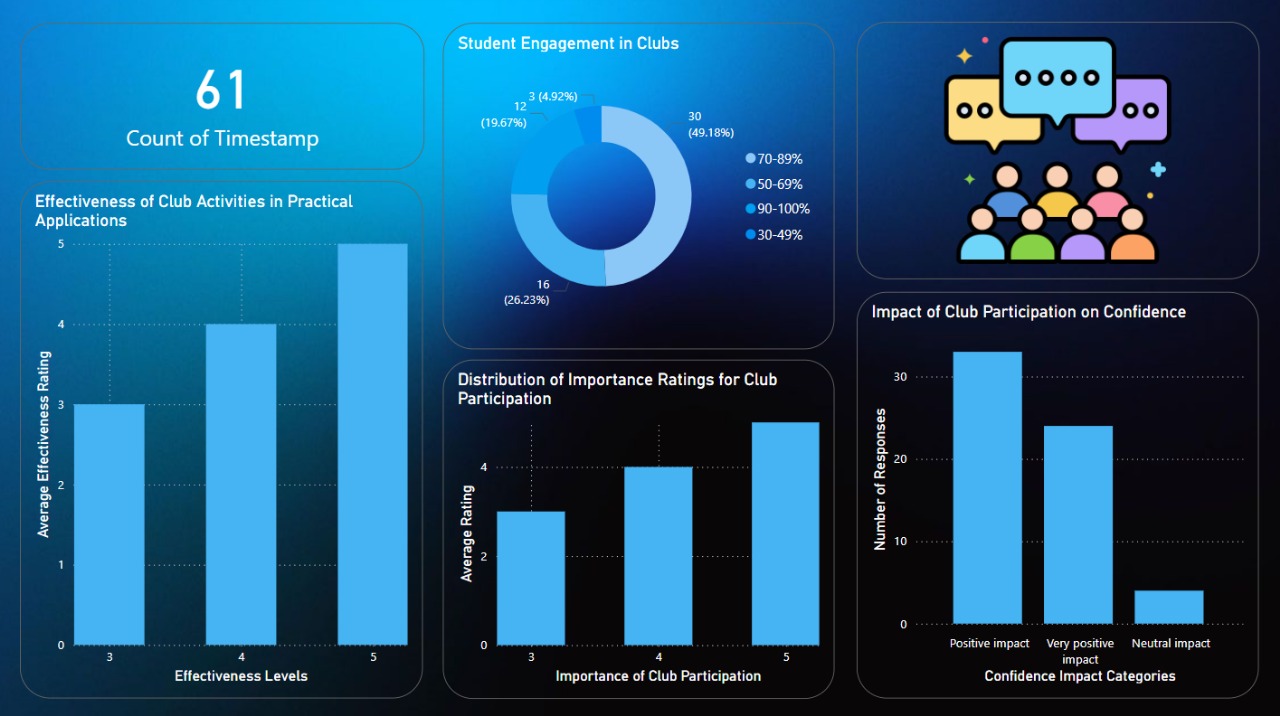 61
Count of Timestamp
Effectiveness of Club Activities in Practical
Applications
Average Effectiveness Rating
5
4
3
2
1
0
3 4 5
Effectiveness Levels
Student Engagement in Clubs
3 (4.92%)
12
(19.67%)
30
(49.18%)
16
(26.23%)
70-89%
50-69%
90-100%
30-49%
Distribution of Importance Ratings for Club
Participation
Average Rating
4
2
0
3 4 5
Importance of Club Participation
Impact of Club Participation on Confidence
Number of Responses
30
20
10
0
Positive impact
Very positive
impact
Neutral impact
Confidence Impact Categories